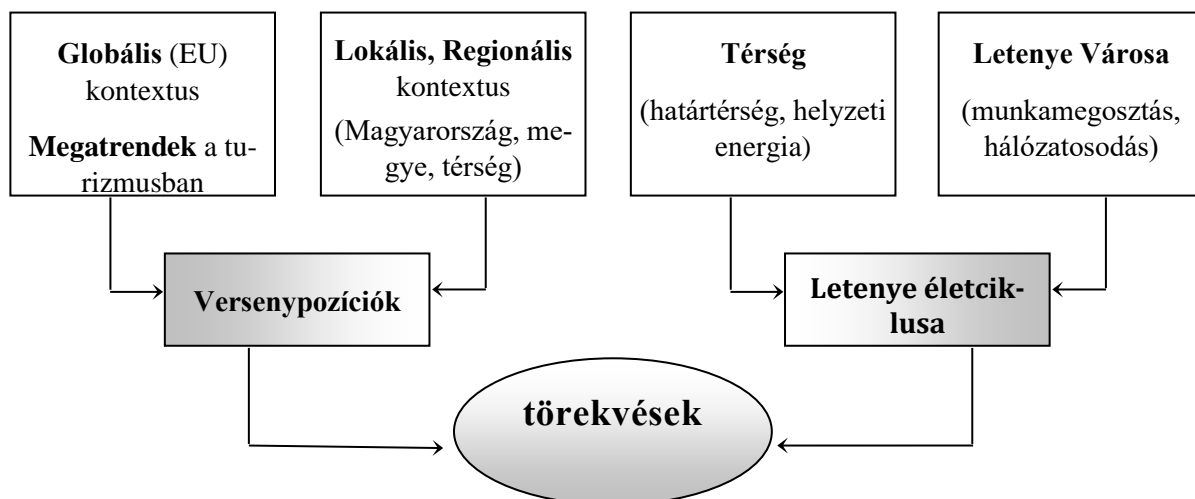 Globális (EU)
kontextus
Megatrendek a tu-
rizmusban
Lokális, Regionális
kontextus
(Magyarország, me-
gye, térség)
Térség
(határtérség, helyzeti
energia)
Letenye Városa
(munkamegosztás,
hálózatosodás)
Versenypozíciók
Letenye életcik-
lusa
törekvések